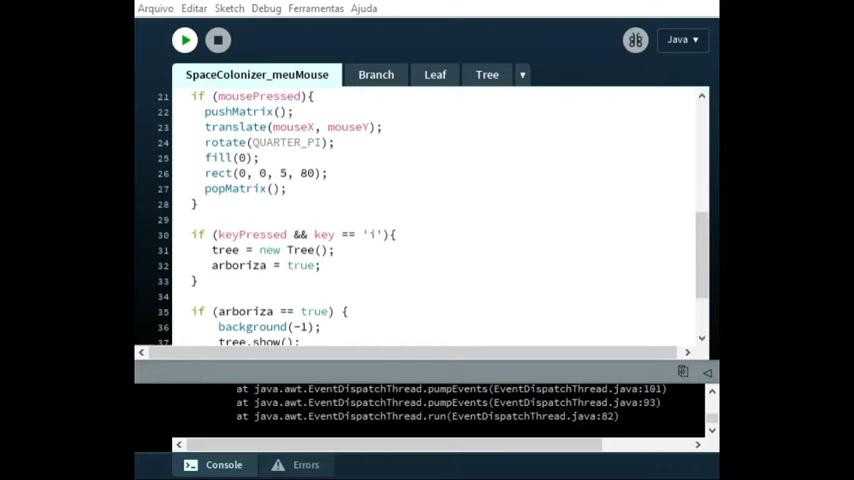 Arquivo Editar Sketch Debug Ferramentas Ajuda
Java ▾
SpaceColonizer_meuMouse Branch Leaf Tree ▾
21 if (mousePressed){
22 pushMatrix();
23 translate(mouseX, mouseY);
24 rotate(QUARTER_PI);
25 fill(0);
26 rect(0, 0, 5, 80);
27 popMatrix();
28 }
29
30 if (keyPressed && key == 'i'){
31 tree = new Tree();
32 arboriza = true;
33 }
34
35 if (arboriza == true) {
36 background(-1);
37 tree.show();
at java.awt.EventDispatchThread.pumpEvents(EventDispatchThread.java:101)
at java.awt.EventDispatchThread.pumpEvents(EventDispatchThread.java:93)
at java.awt.EventDispatchThread.run(EventDispatchThread.java:82)
Console Errors